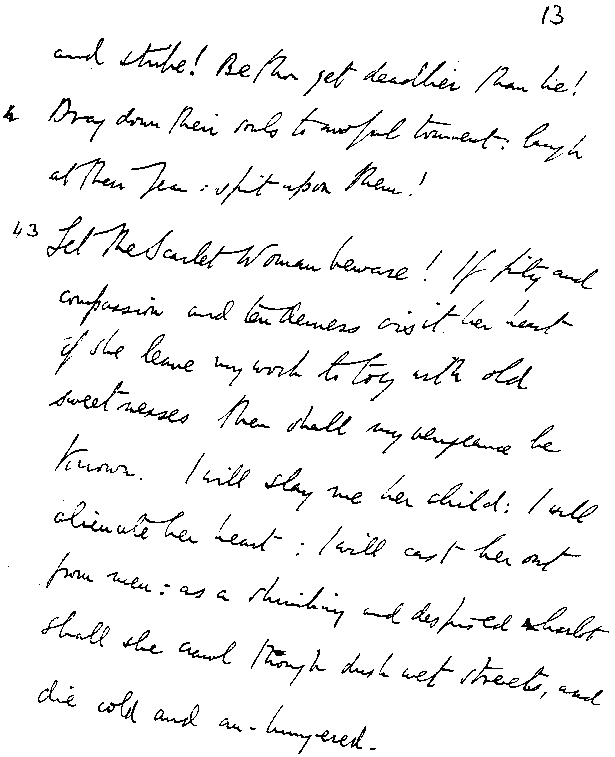 13
and strike! Be thou yet deadlier than he!
Drag down their souls to awful torment: laugh
at their fear: spit upon them!
43 Let the Scarlet Woman beware! If pity and
compassion and tenderness visit her heart
if she leave my work to toy with old
sweetnesses then shall my vengeance be
known. I will slay me her child: I will
alienate her heart: I will cast her out
from men: as a shrinking and despised harlot
shall she crawl through dusk wet streets, and
die cold and an-hungered.